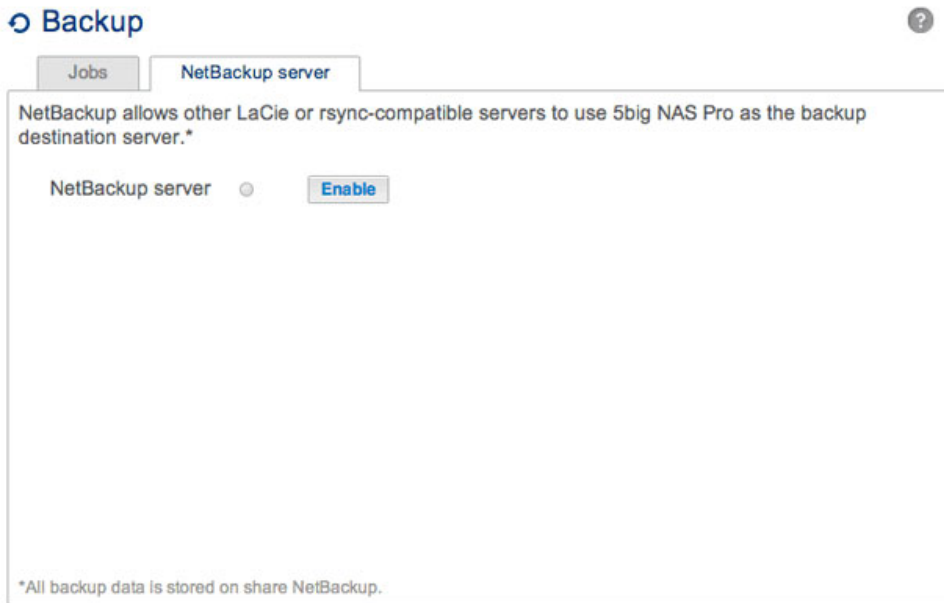 Backup
?
Jobs
NetBackup server
NetBackup allows other LaCie or rsync-compatible servers to use 5big NAS Pro as the backup
destination server.*
NetBackup server Enable
*All backup data is stored on share NetBackup.